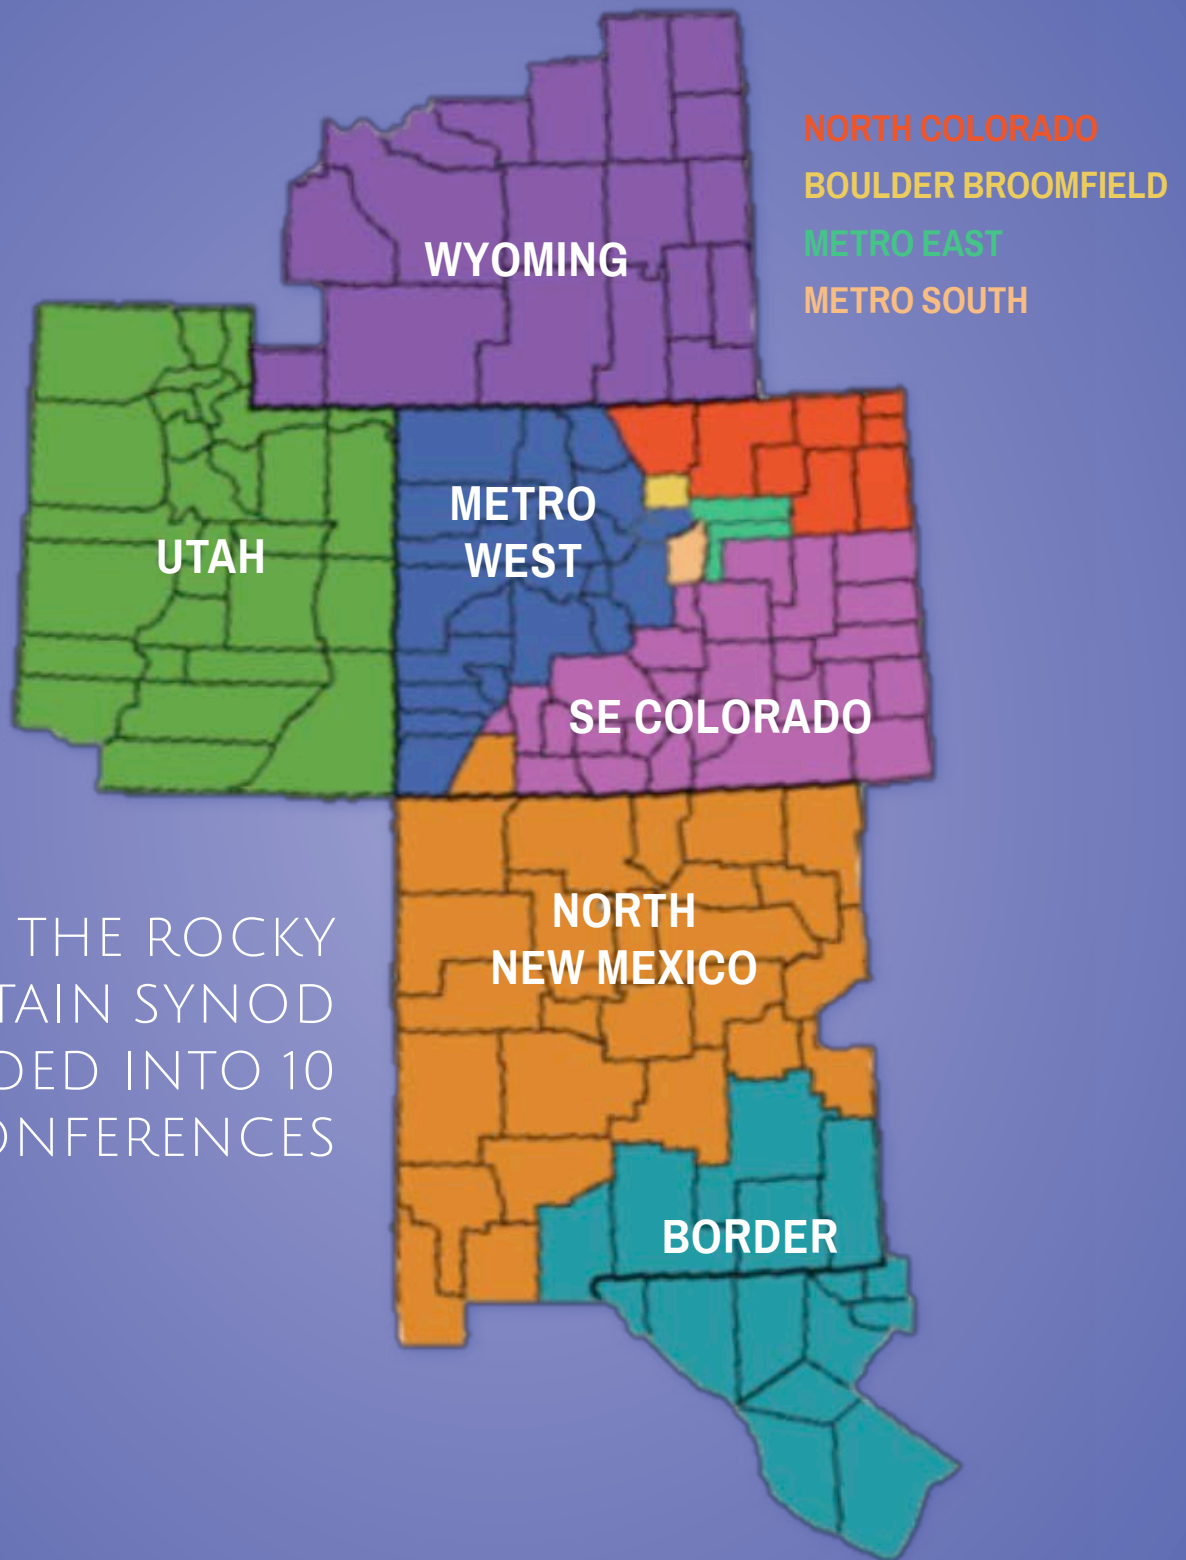 NORTH COLORADO
BOULDER BROOMFIELD
METRO EAST
METRO SOUTH
WYOMING
METRO
WEST
UTAH
SE COLORADO
NORTH
NEW MEXICO
THE ROCKY
TAIN SYNOD
DED INTO 10
ONFERENCES
BORDER